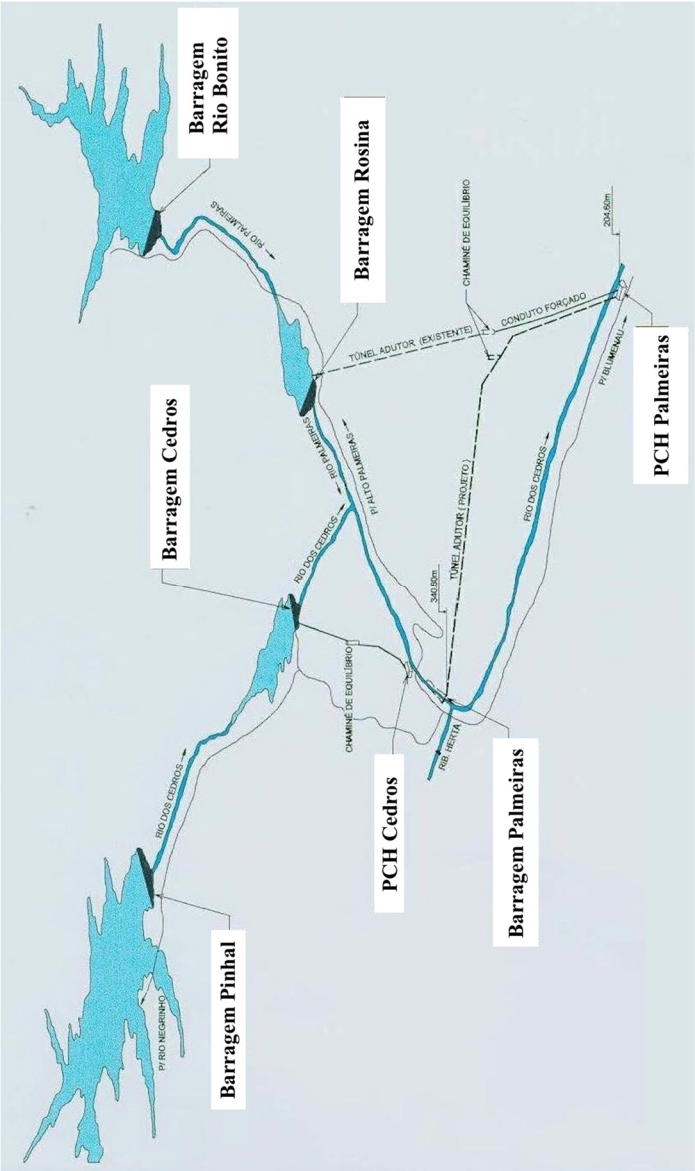 Barragem Pinhal
P/ RIO NEGRINHO
RIO DOS CEDROS
Barragem Cedros
RIO DOS CEDROS
Barragem
Rio Bonito
RIO PALMEIRAS
Barragem Rosina
RIO PALMEIRAS
P/ ALTO PALMEIRAS
CHAMINÉ DE EQUILÍBRIO
PCH Cedros
RIB. HERTA
Barragem Palmeiras
340.60m
TÚNEL ADUTOR ( PROJETO )
TÚNEL ADUTOR (EXISTENTE)
CHAMINÉ DE EQUILÍBRIO
CONDUTO FORÇADO
RIO DOS CEDROS
204.60m
P/ BLUMENAU
PCH Palmeiras